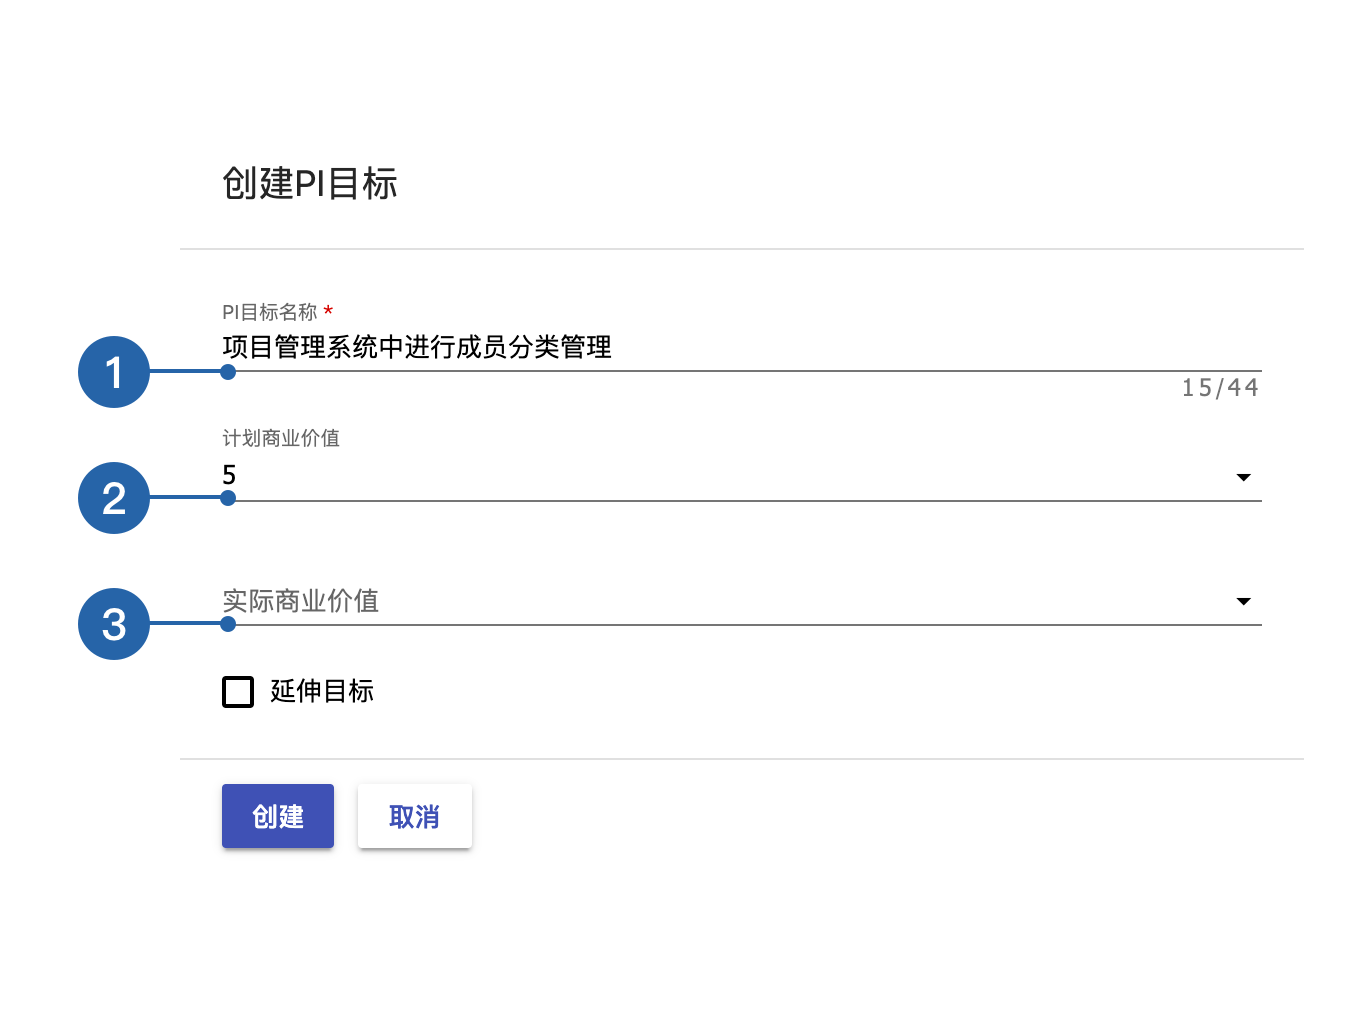 创建PI目标
PI目标名称 *
项目管理系统中进行成员分类管理
1
15/44
计划商业价值
5
2
实际商业价值
3
延伸目标
创建 取消